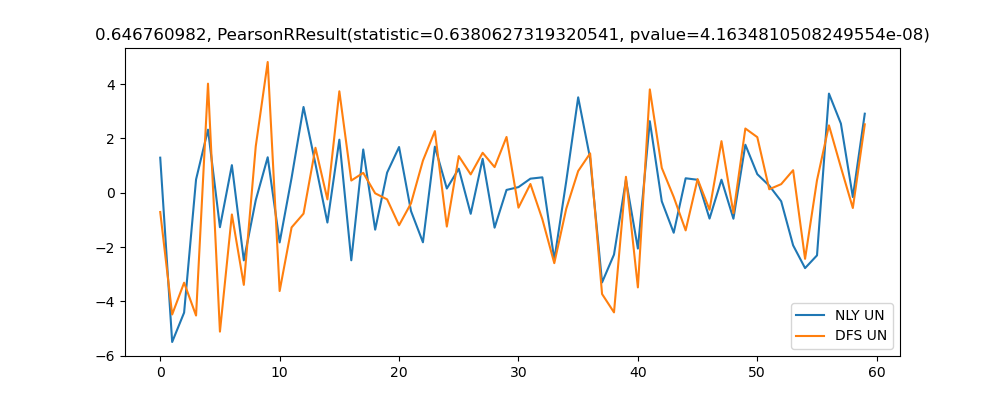 0.646760982, PearsonRResult(statistic=0.6380627319320541, pvalue=4.1634810508249554e-08)
4
2
0
−2
−4
−6
NLY UN
DFS UN
0 10 20 30 40 50 60